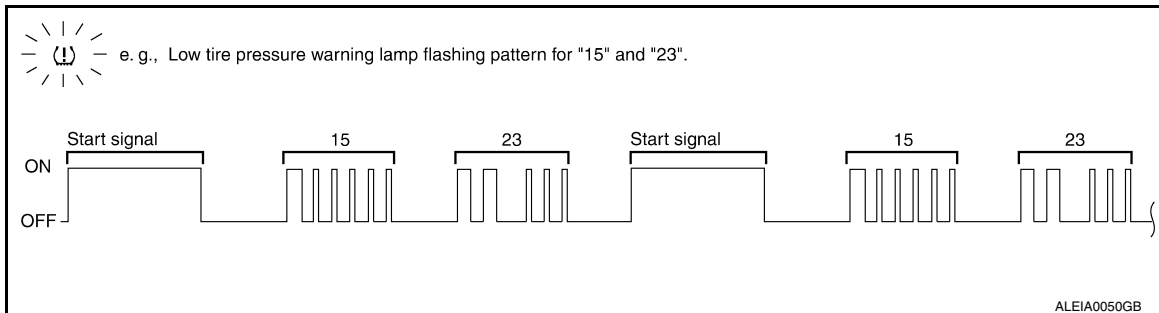 e. g., Low tire pressure warning lamp flashing pattern for "15" and "23".
Start signal 15 23 Start signal 15 23
ON
OFF
ALEIA0050GB